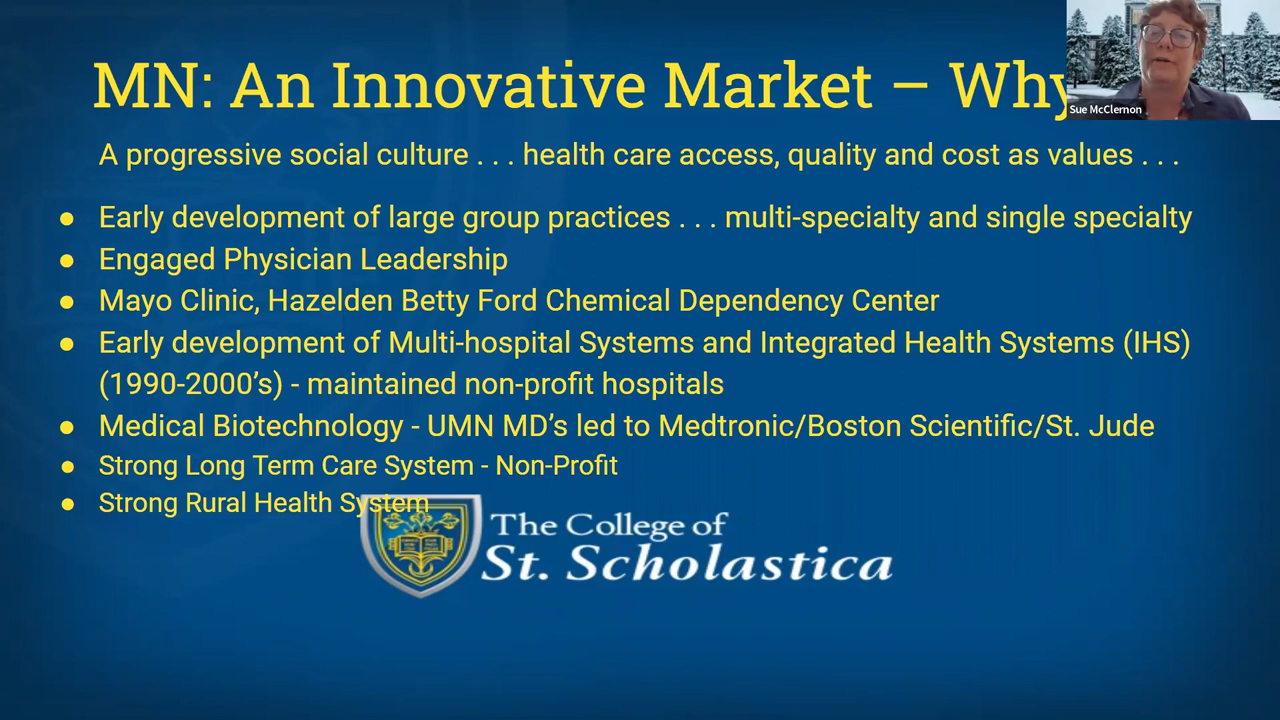 MN: An Innovative Market – Why
Sue McClernon
A progressive social culture . . . health care access, quality and cost as values . . .
● Early development of large group practices . . . multi-specialty and single specialty
● Engaged Physician Leadership
● Mayo Clinic, Hazelden Betty Ford Chemical Dependency Center
● Early development of Multi-hospital Systems and Integrated Health Systems (IHS)
(1990-2000’s) - maintained non-profit hospitals
● Medical Biotechnology - UMN MD’s led to Medtronic/Boston Scientific/St. Jude
● Strong Long Term Care System - Non-Profit
● Strong Rural Health System
The College of
St. Scholastica